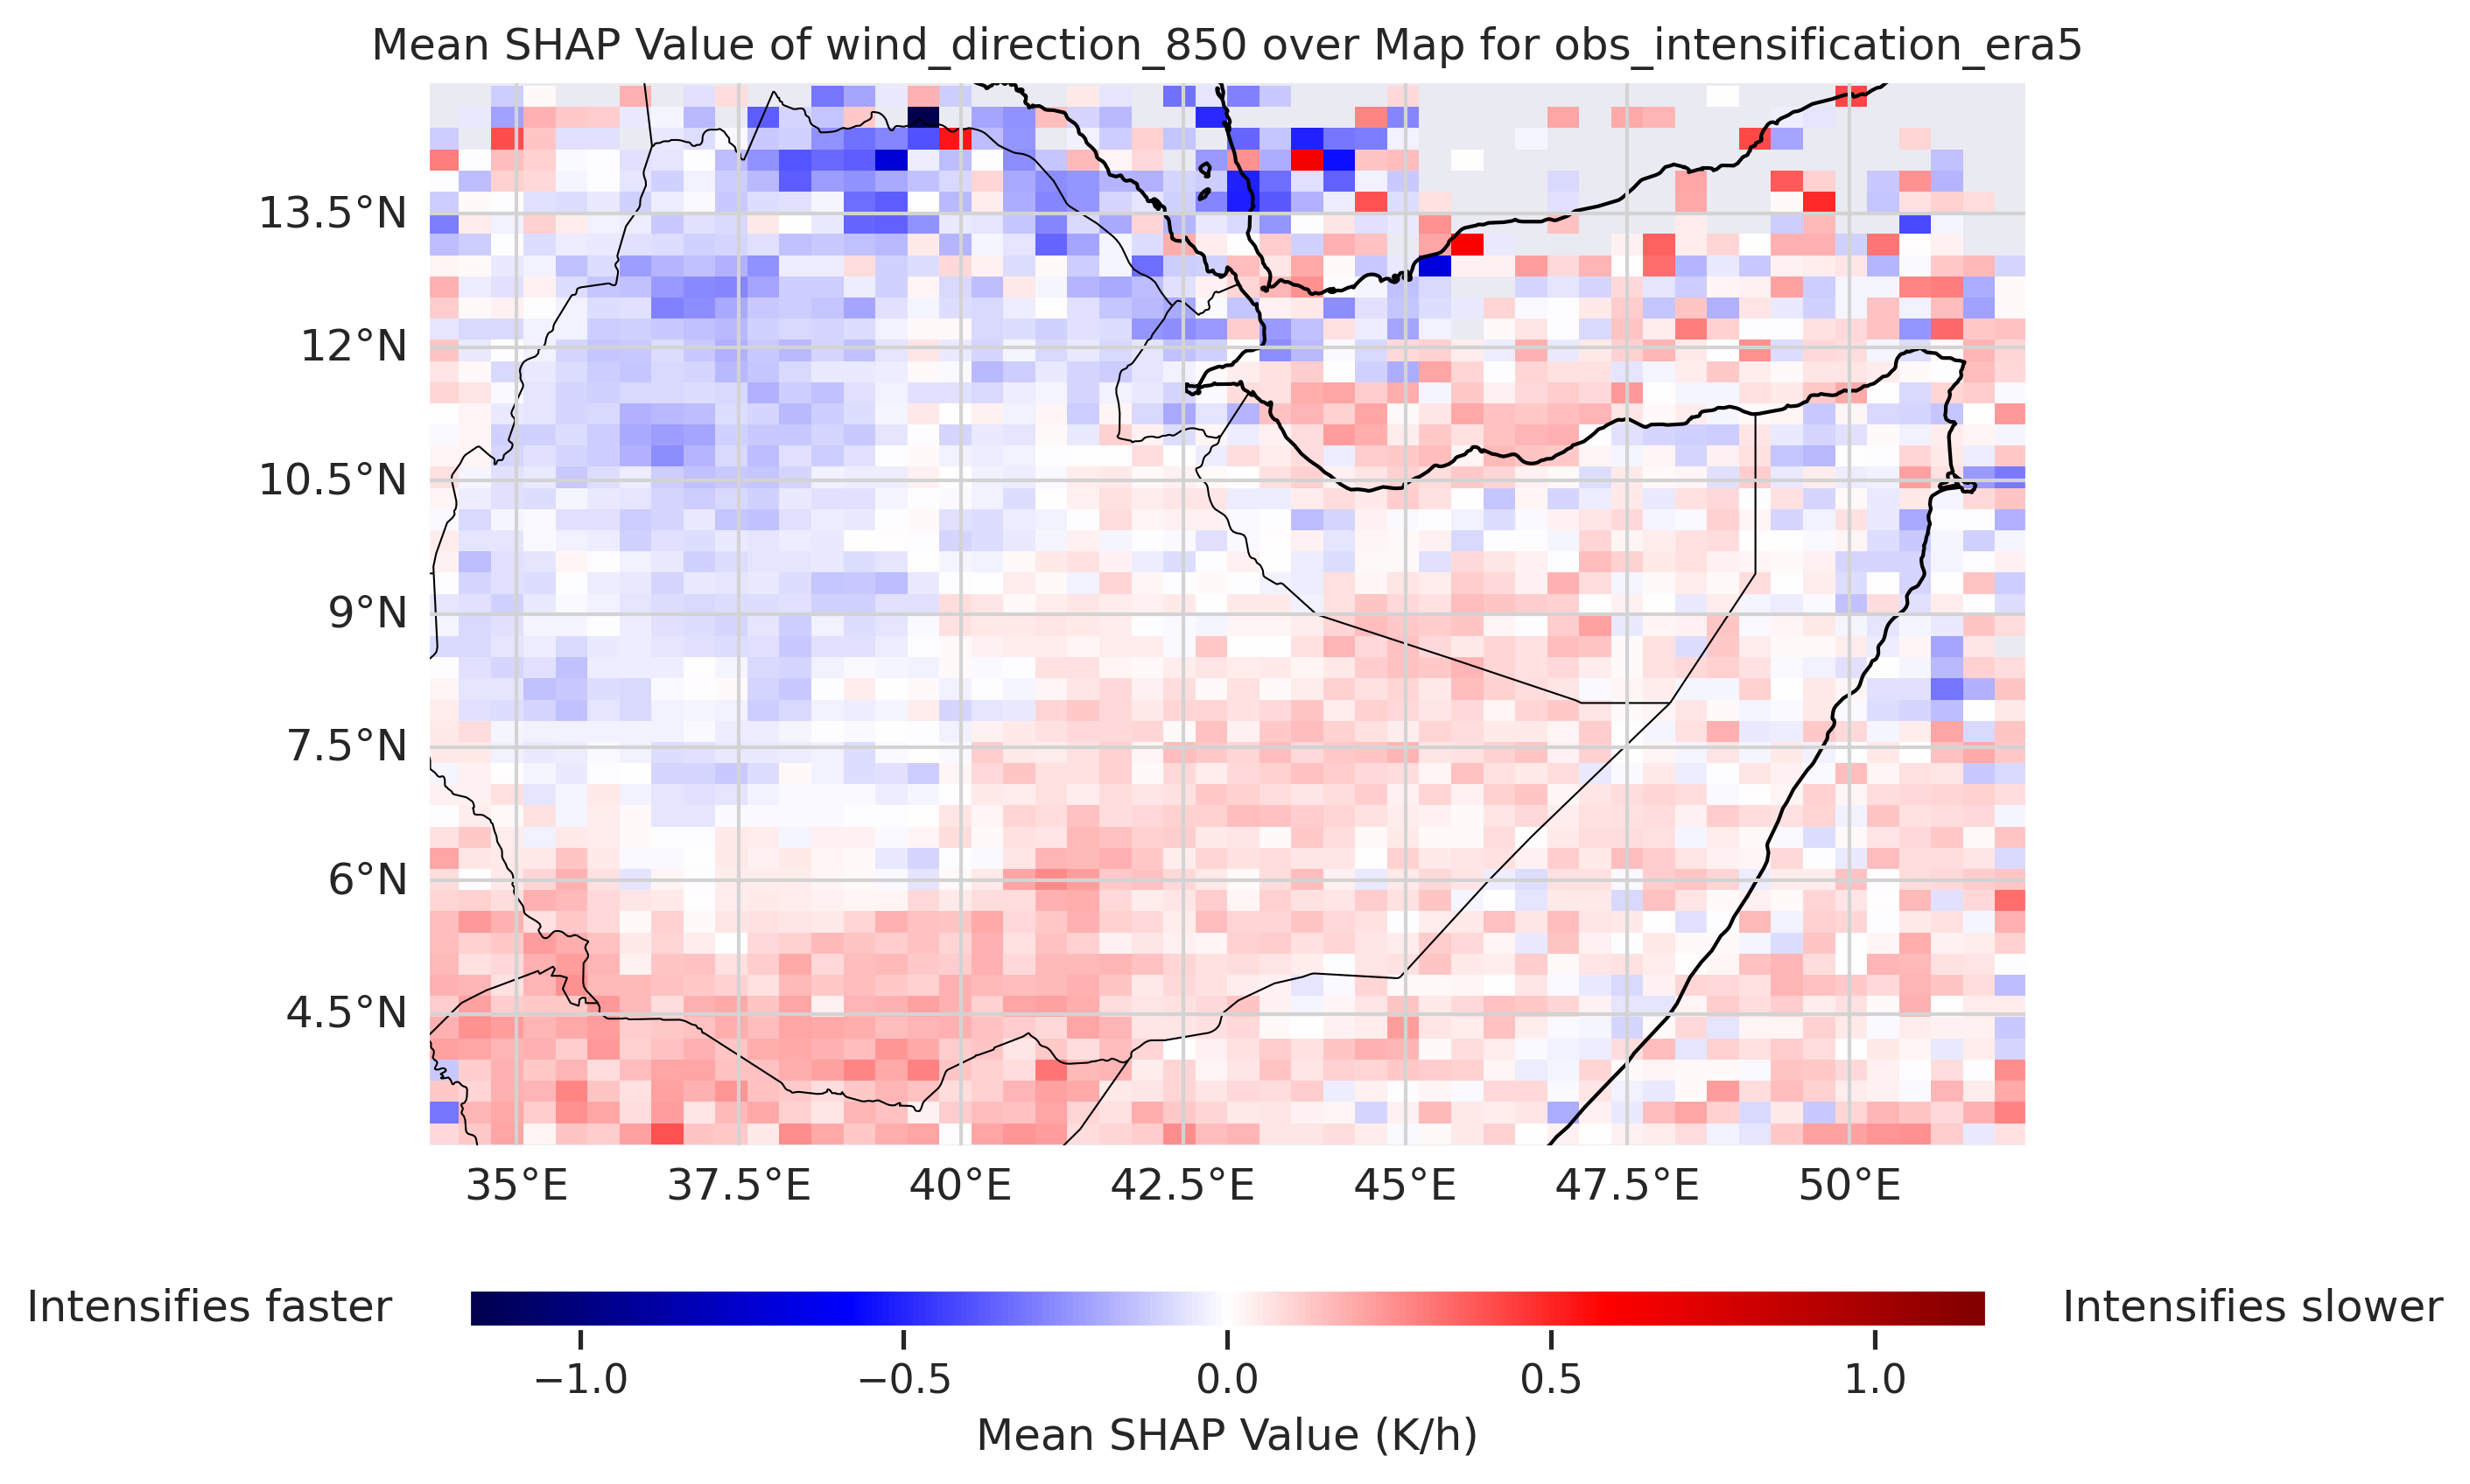 Mean SHAP Value of wind_direction_850 over Map for obs_intensification_era5
13.5°N
12°N
10.5°N
9°N
7.5°N
6°N
4.5°N
35°E 37.5°E 40°E 42.5°E 45°E 47.5°E 50°E
Intensifies faster Intensifies slower
−1.0 −0.5 0.0 0.5 1.0
Mean SHAP Value (K/h)